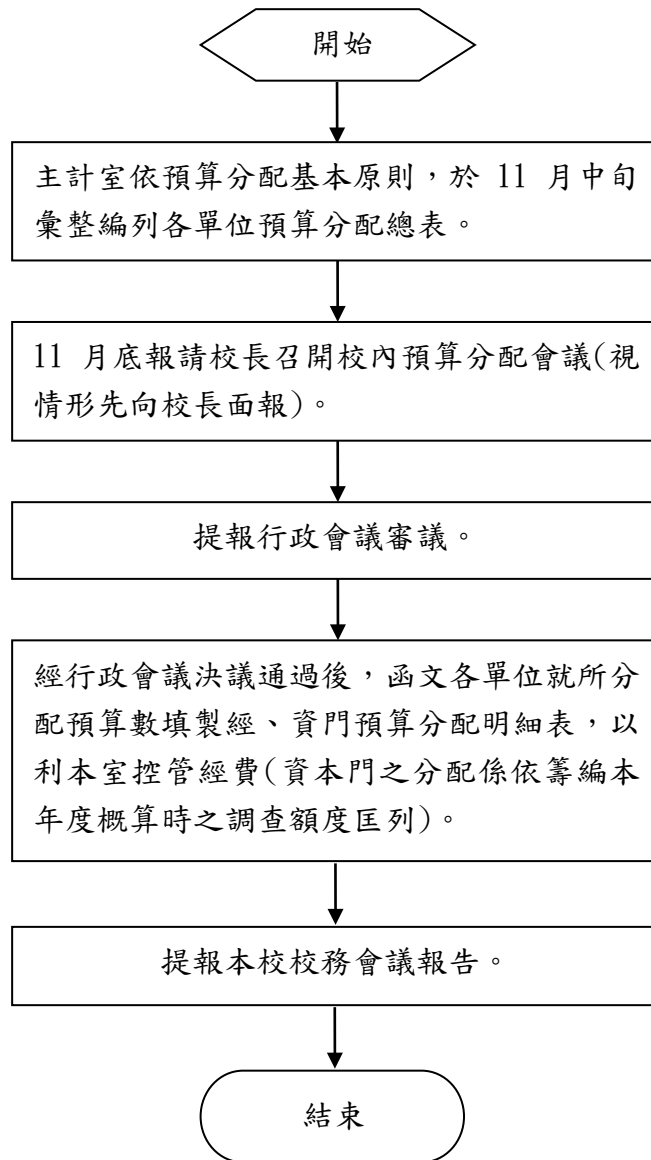 開始
主計室依預算分配基本原則，於 11 月中旬
彙整編列各單位預算分配總表。
11 月底報請校長召開校內預算分配會議(視
情形先向校長面報)。
提報行政會議審議。
經行政會議決議通過後，函文各單位就所分
配預算數填製經、資門預算分配明細表，以
利本室控管經費(資本門之分配係依籌編本
年度概算時之調查額度匡列)。
提報本校校務會議報告。
結束